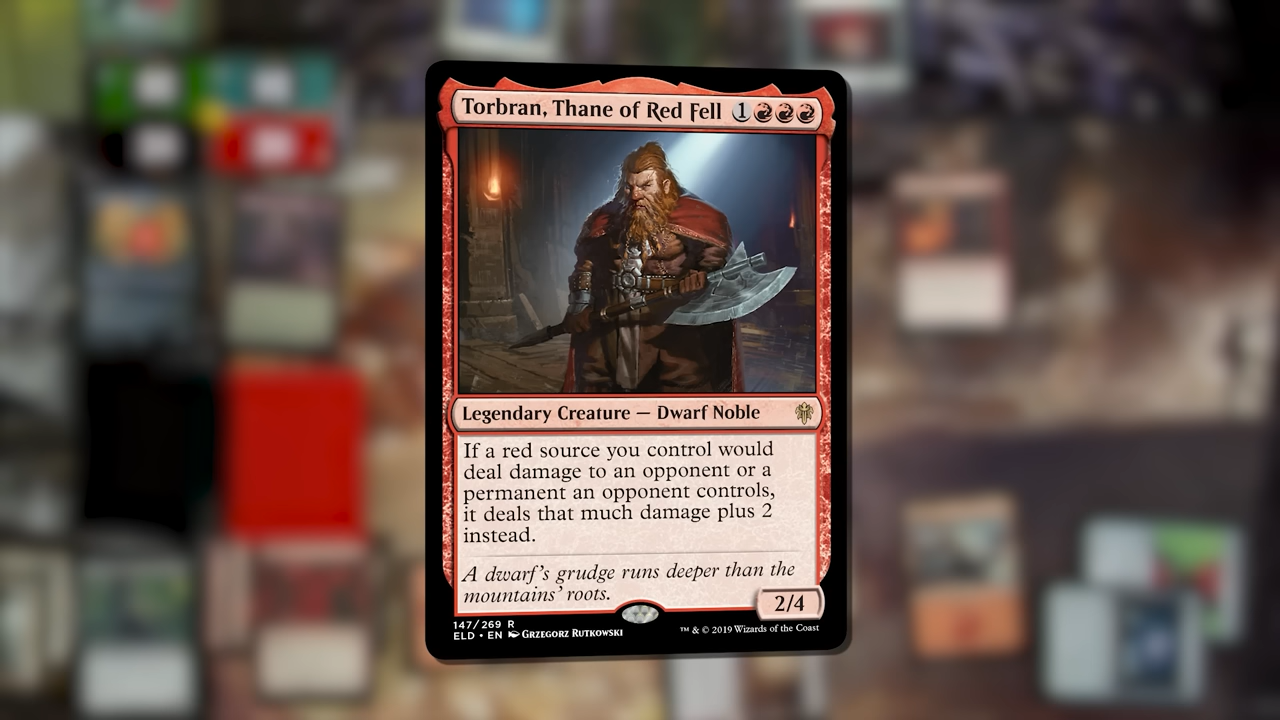 Torbran, Thane of Red Fell 1
Legendary Creature — Dwarf Noble
If a red source you control would
deal damage to an opponent or a
permanent an opponent controls,
it deals that much damage plus 2
instead.
A dwarf's grudge runs deeper than the
mountains' roots.
2/4
147/269 R
ELD • EN Grzegorz Rutkowski
™ & © 2019 Wizards of the Coast